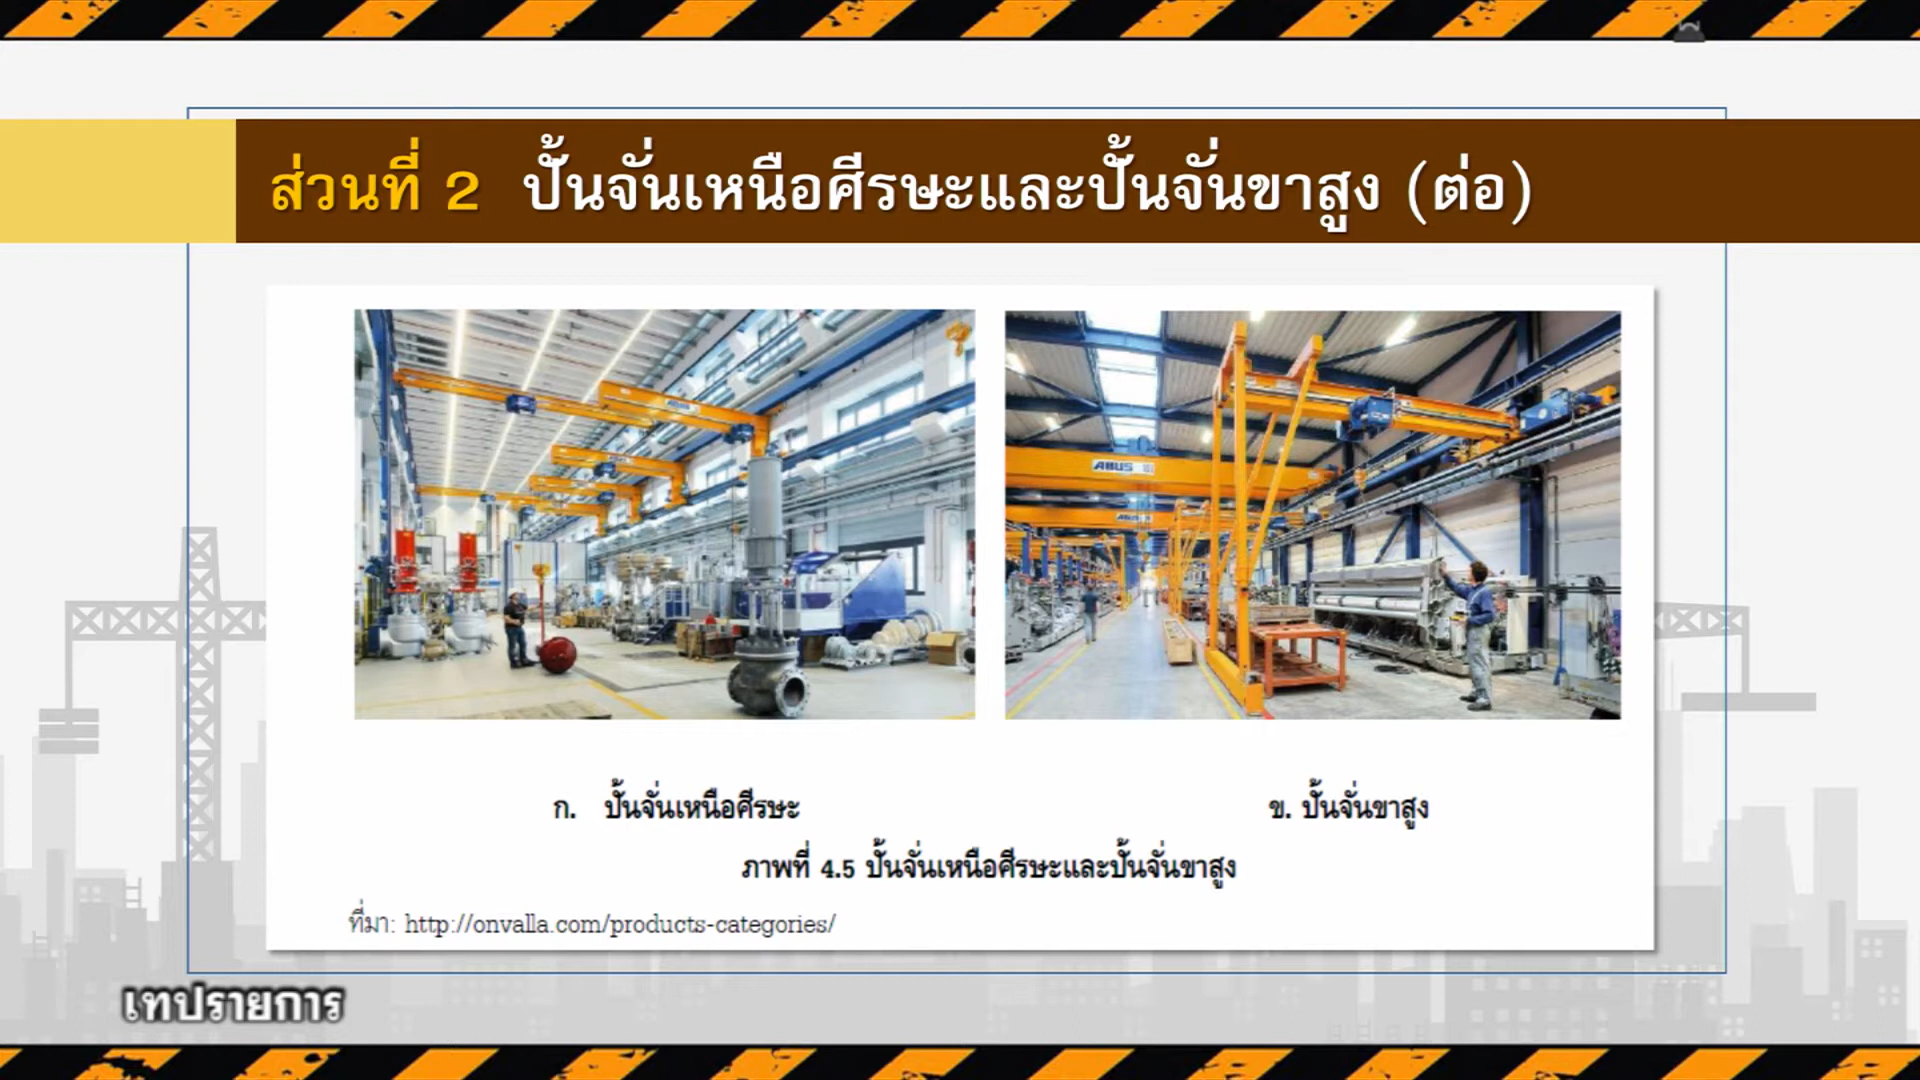 ส่วนที่ 2 ปั้นจั่นเหนือศีรษะและปั้นจั่นขาสูง (ต่อ)
ABUS
ABUS
ABUS
ก. ปั้นจั่นเหนือศีรษะ
ข. ปั้นจั่นขาสูง
ภาพที่ 4.5 ปั้นจั่นเหนือศีรษะและปั้นจั่นขาสูง
ที่มา: http://onvalla.com/products-categories/
เทปรายการ